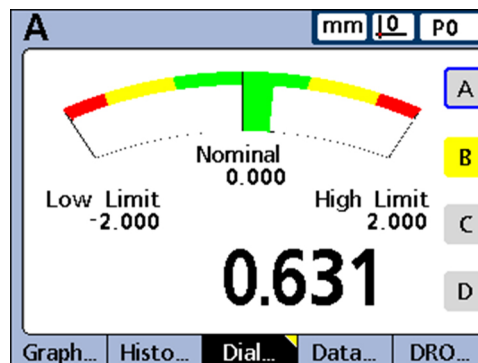 A mm 0 P0
A
Nominal
0.000
B
Low Limit High Limit
-2.000 2.000
C
0.631
D
Graph... Histo... Dial... Data... DRO...